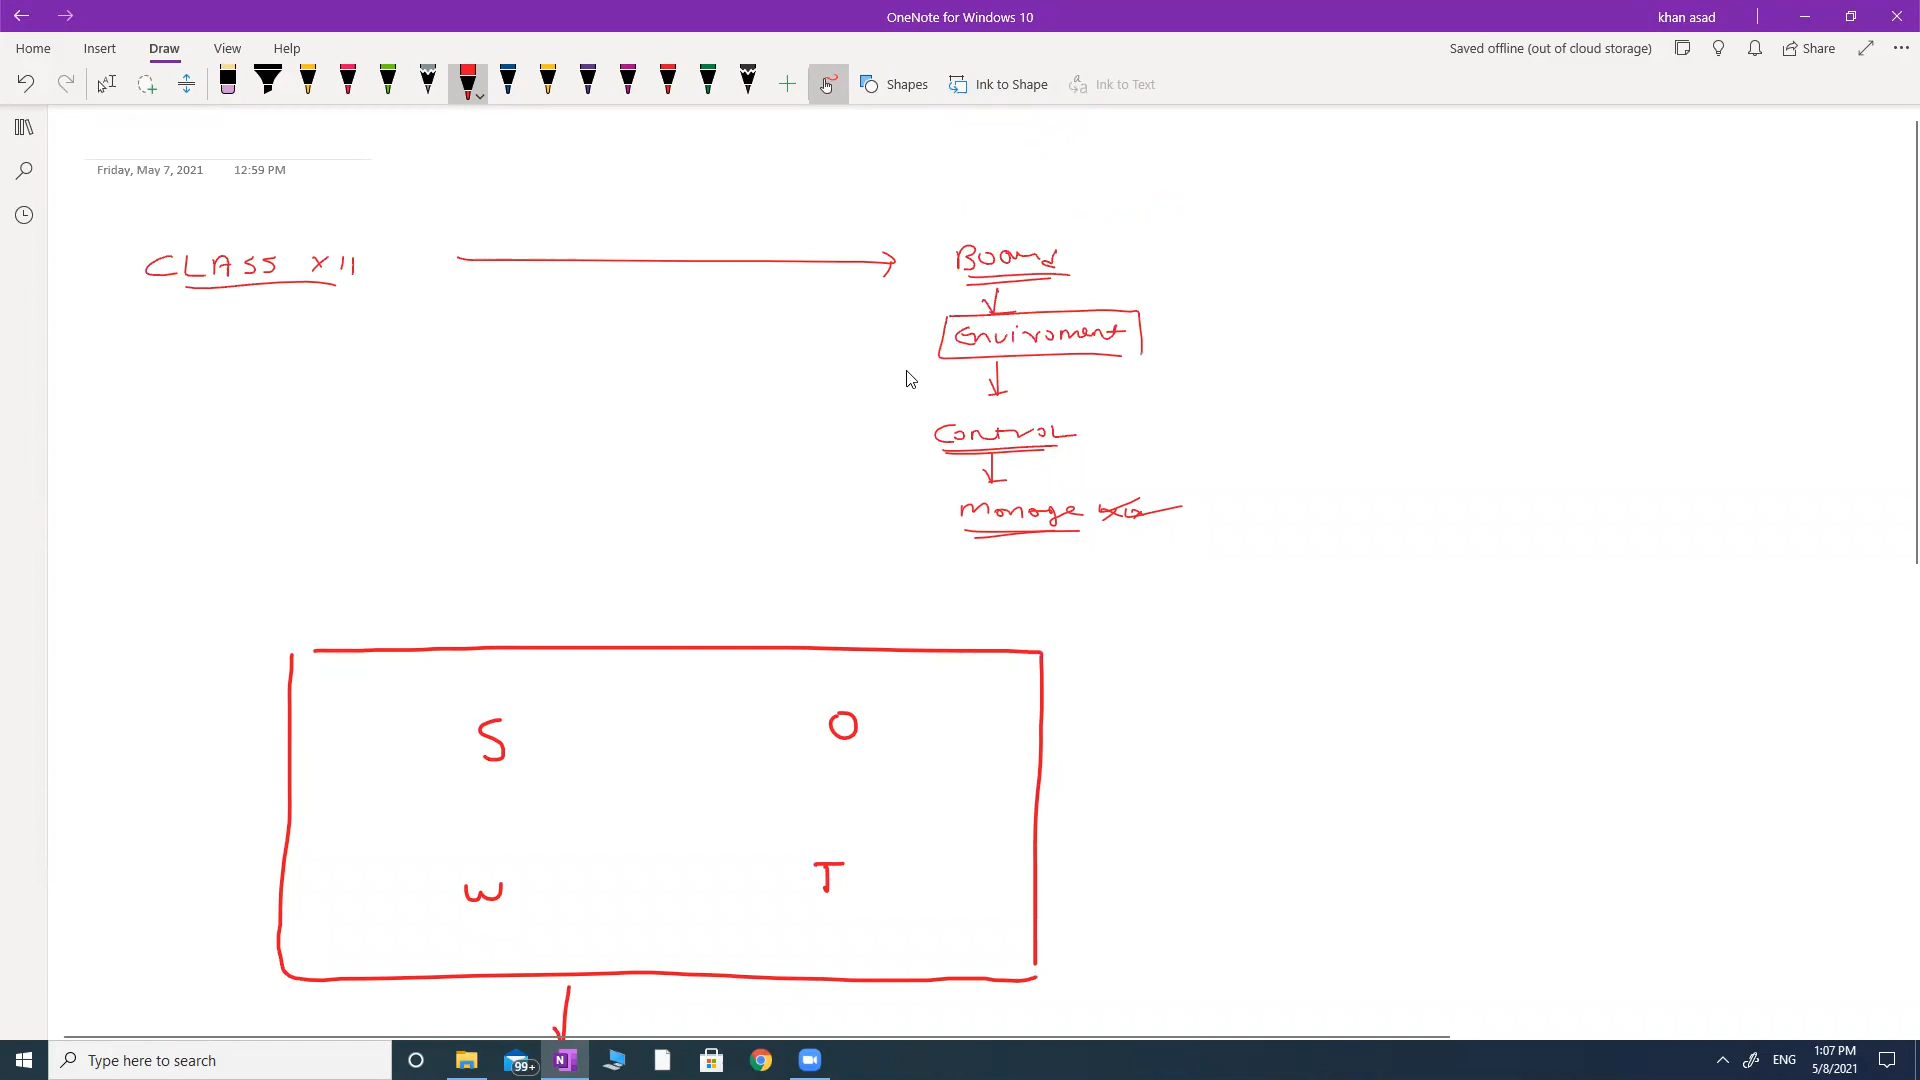 OneNote for Windows 10
khan asad
Home Insert Draw View Help
Saved offline (out of cloud storage)
Share
Shapes
Ink to Shape
Ink to Text
Friday, May 7, 2021 12:59 PM
CLASS XII
Board
Enviroment
Control
Manage
S O
W T
Type here to search
99+
N
ENG
1:07 PM
5/8/2021